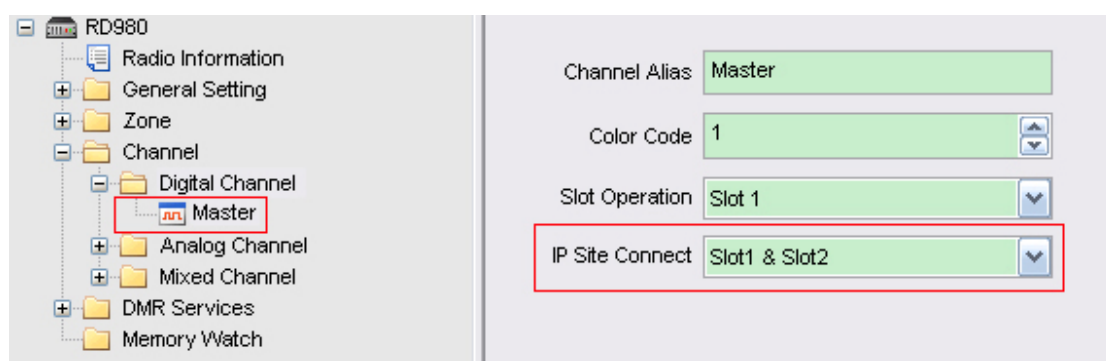 RD980
Radio Information
General Setting
Zone
Channel
Digital Channel
Master
Analog Channel
Mixed Channel
DMR Services
Memory Watch
Channel Alias Master
Color Code 1
Slot Operation Slot 1
IP Site Connect Slot1 & Slot2